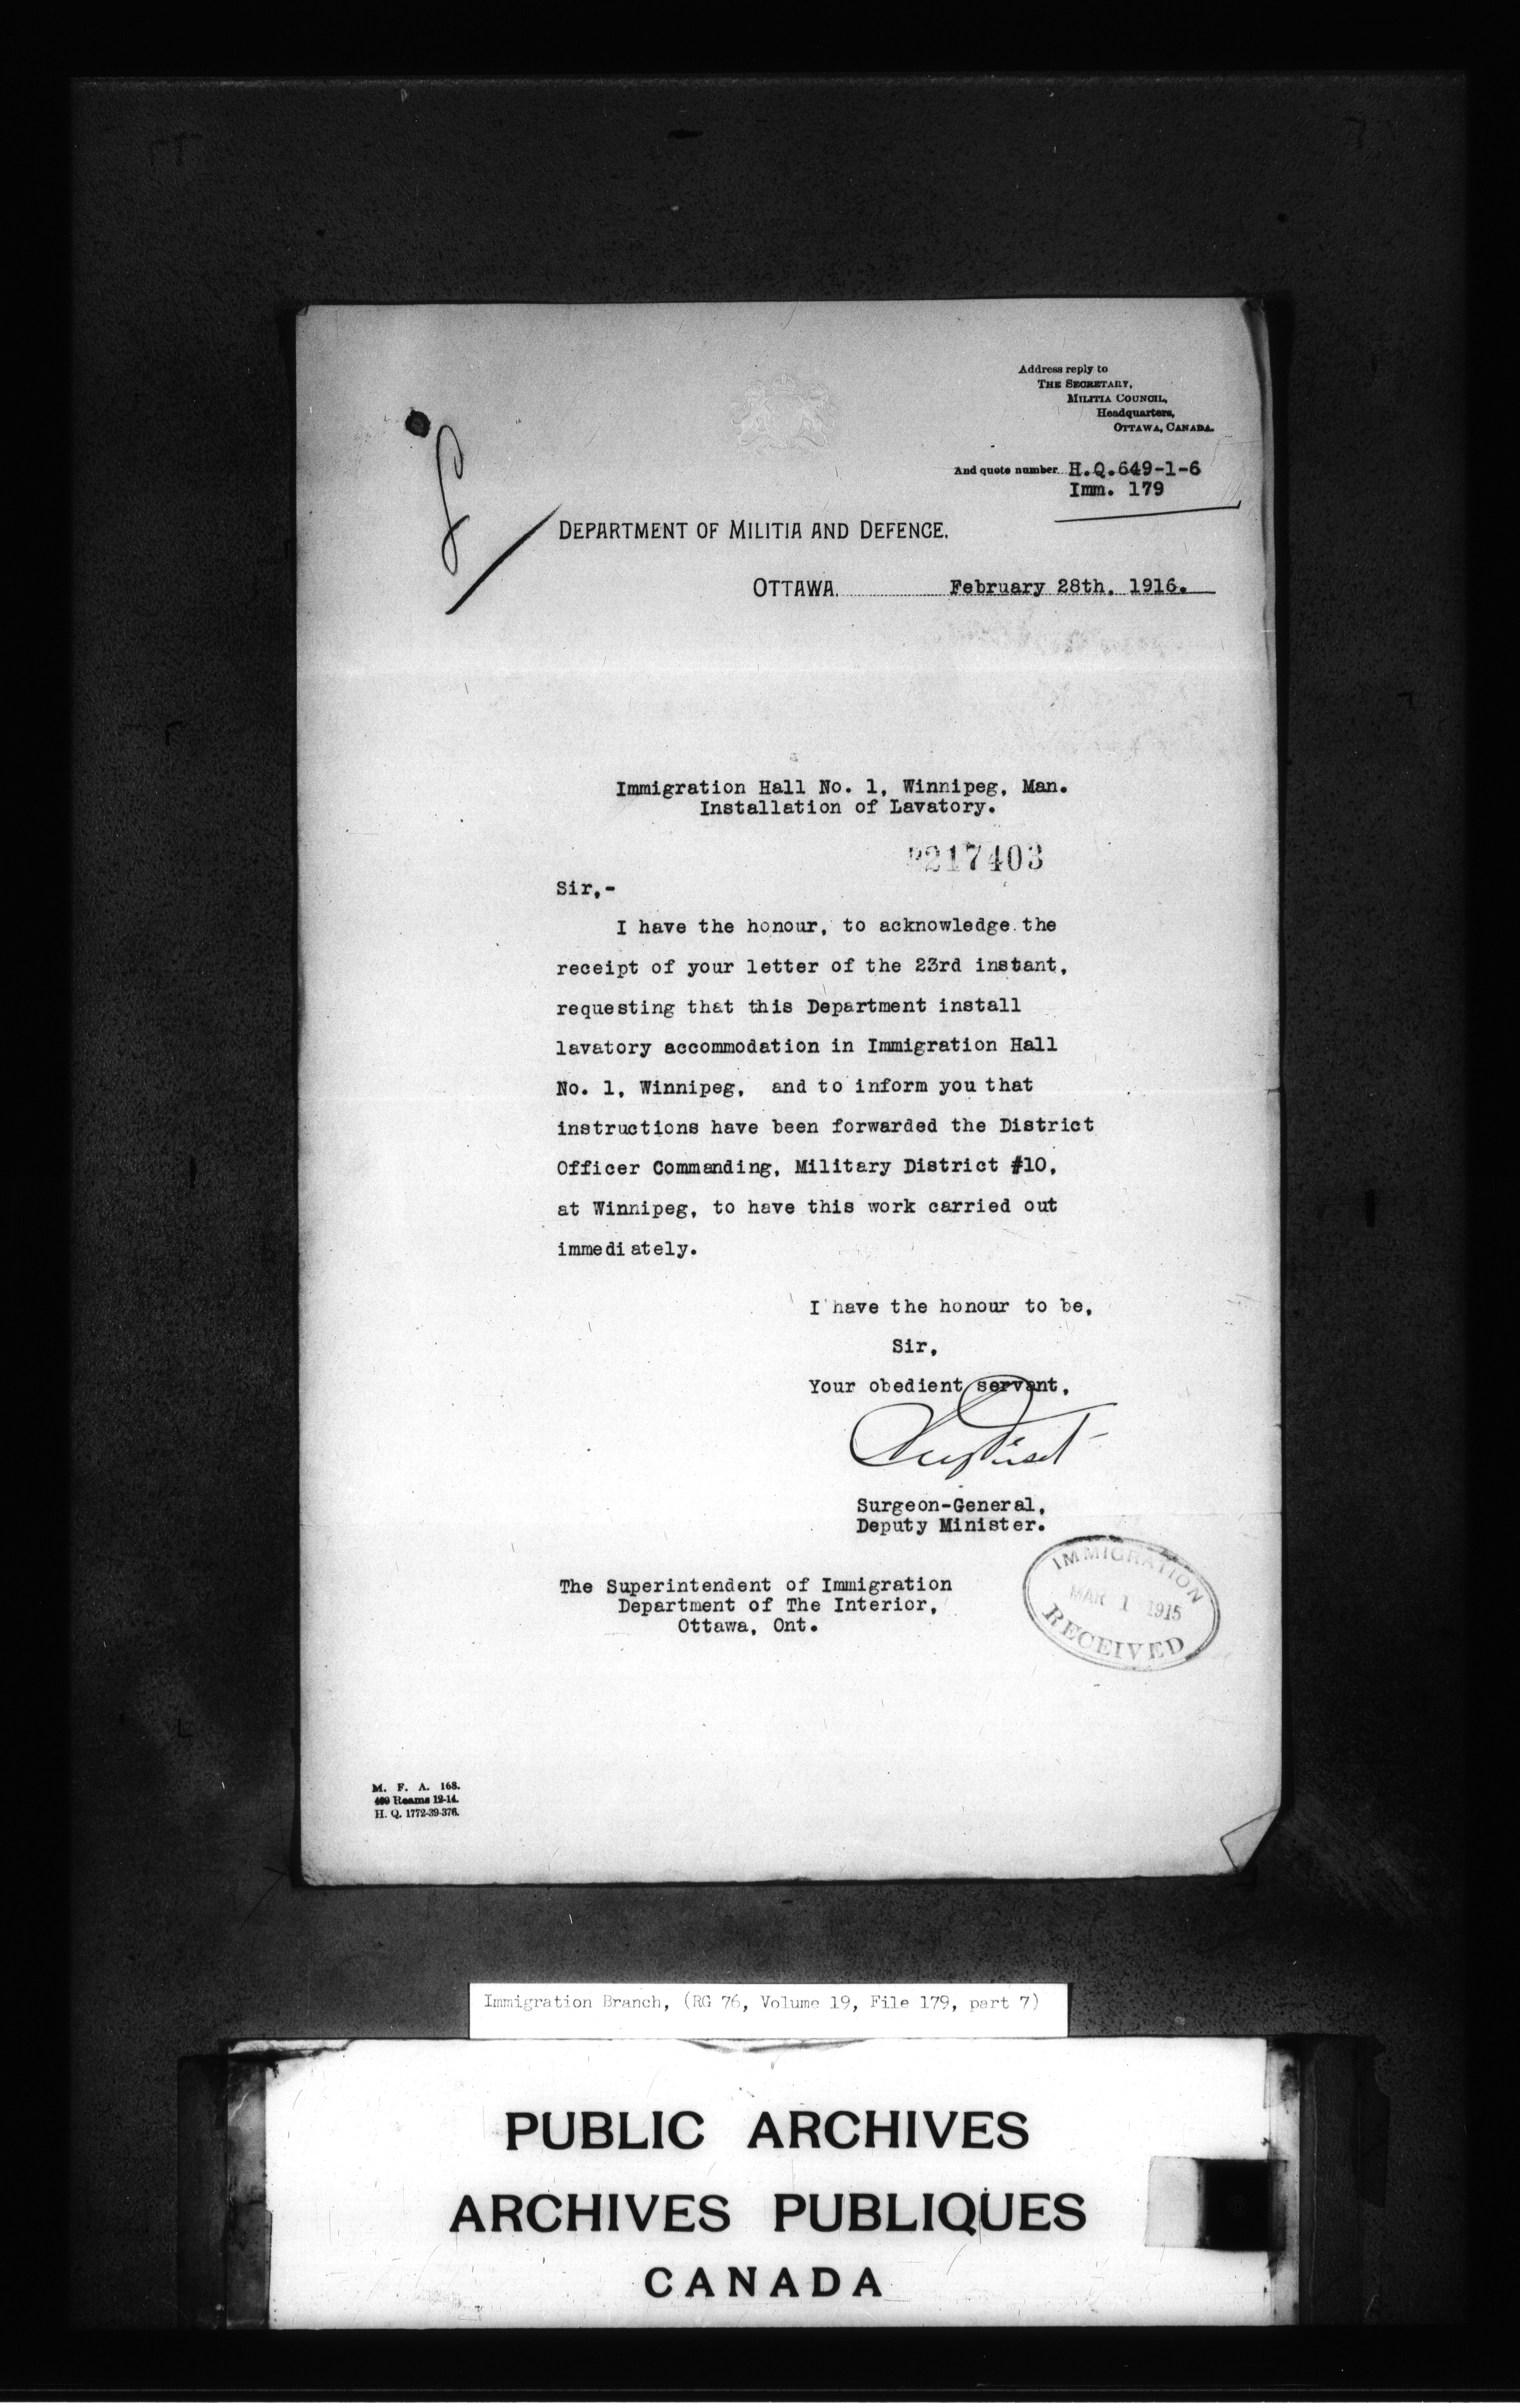 Address reply to
THE SECRETARY,
MILITIA COUNCIL,
Headquarters,
OTTAWA, CANADA.
And quote number H.Q.649-1-6
Imm. 179
DEPARTMENT OF MILITIA AND DEFENCE.
OTTAWA. February 28th, 1916.
Immigration Hall No. 1, Winnipeg, Man.
Installation of Lavatory.
217403
Sir,-
I have the honour, to acknowledge the
receipt of your letter of the 23rd instant,
requesting that this Department install
lavatory accommodation in Immigration Hall
No. 1, Winnipeg, and to inform you that
instructions have been forwarded the District
Officer Commanding, Military District #10,
at Winnipeg, to have this work carried out
immediately.
I have the honour to be,
Sir,
Your obedient servant,
Surgeon-General,
Deputy Minister.
IMMIGRATION
MAR 1 1915
RECEIVED
The Superintendent of Immigration
Department of The Interior,
Ottawa, Ont.
M. F. A. 168.
400 Reams 12-14.
H. Q. 1772-39-376.
Immigration Branch, (RG 76, Volume 19, File 179, part 7)
PUBLIC ARCHIVES
ARCHIVES PUBLIQUES
CANADA